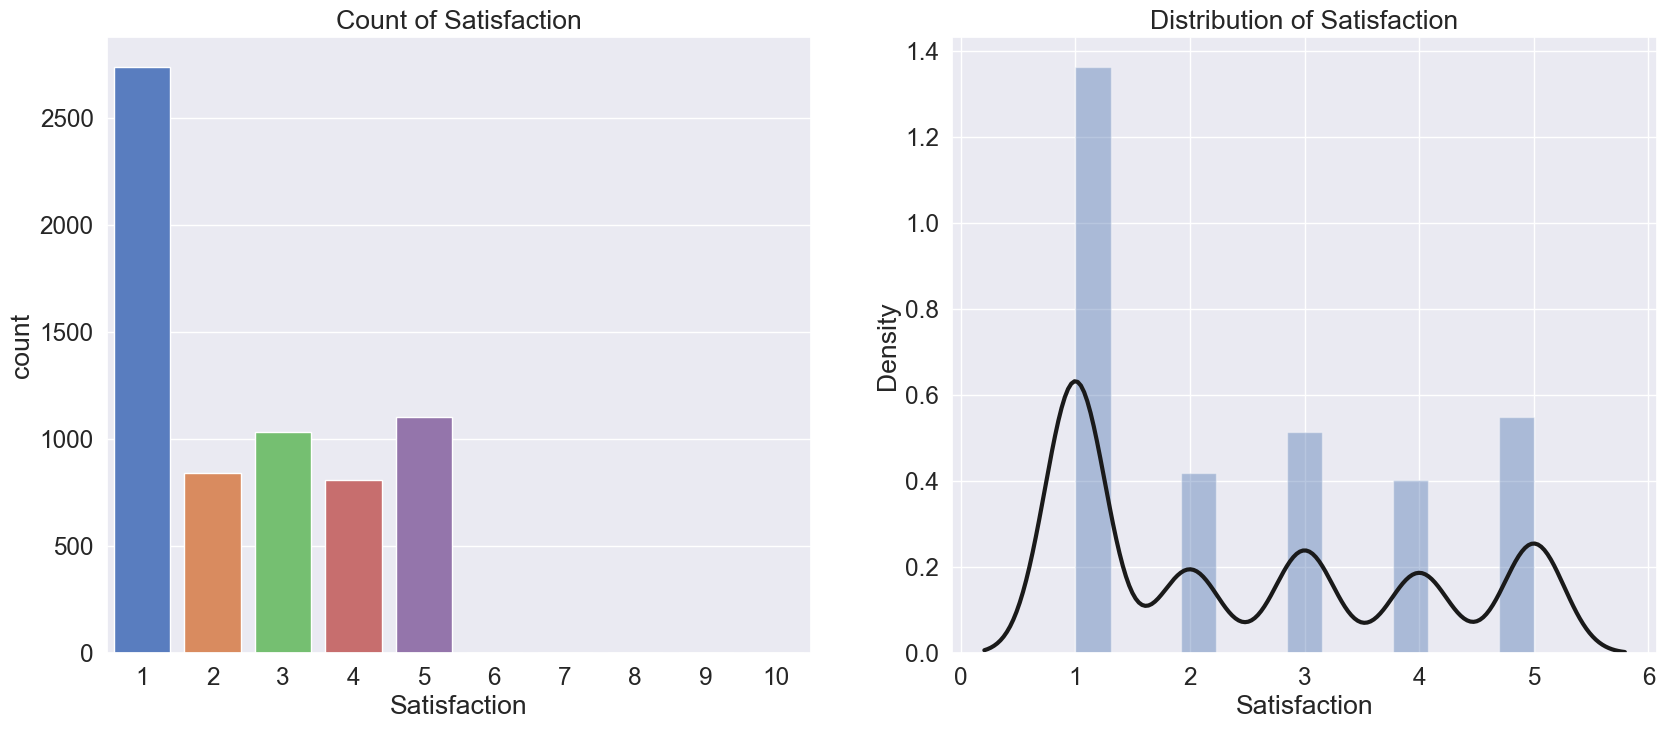 Count of Satisfaction
2500
2000
1500
1000
500
0
count
1 2 3 4 5 6 7 8 9 10
Satisfaction
Distribution of Satisfaction
1.4
1.2
1.0
0.8
0.6
0.4
0.2
0.0
Density
0 1 2 3 4 5 6
Satisfaction